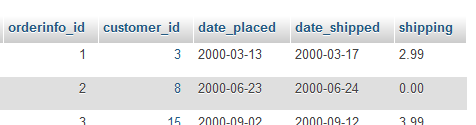 orderinfo_id customer_id date_placed date_shipped shipping
1 3 2000-03-13 2000-03-17 2.99
2 8 2000-06-23 2000-06-24 0.00
3 15 2000-09-02 2000-09-12 3.99